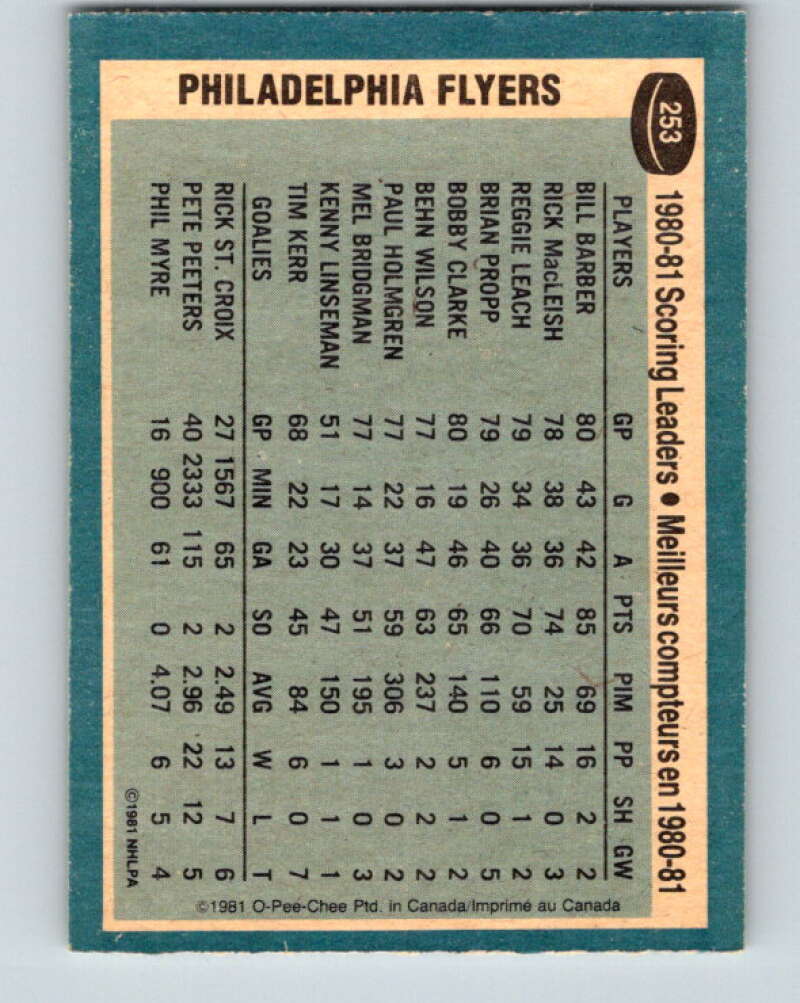 PHILADELPHIA FLYERS
253
1980-81 Scoring Leaders • Meilleurs compteurs en 1980-81
PLAYERS GP G A PTS PIM PP SH GW
BILL BARBER 80 43 42 85 69 16 2 2
RICK MacLEISH 78 38 36 74 25 14 0 3
REGGIE LEACH 79 34 36 70 59 15 1 2
BRIAN PROPP 79 26 40 66 110 6 0 5
BOBBY CLARKE 80 19 46 65 140 5 1 2
BEHN WILSON 77 16 47 63 237 2 2 2
PAUL HOLMGREN 77 22 37 59 306 3 0 2
MEL BRIDGMAN 77 14 37 51 195 1 0 3
KENNY LINSEMAN 51 17 30 47 150 1 1 1
TIM KERR 68 22 23 45 84 6 0 7
GOALIES GP MIN GA SO AVG W L T
RICK ST. CROIX 27 1567 65 2 2.49 13 7 6
PETE PEETERS 40 2333 115 2 2.96 22 12 5
PHIL MYRE 16 900 61 0 4.07 6 5 4
©1981 NHLPA
©1981 O-Pee-Chee Ptd. in Canada/Imprimé au Canada